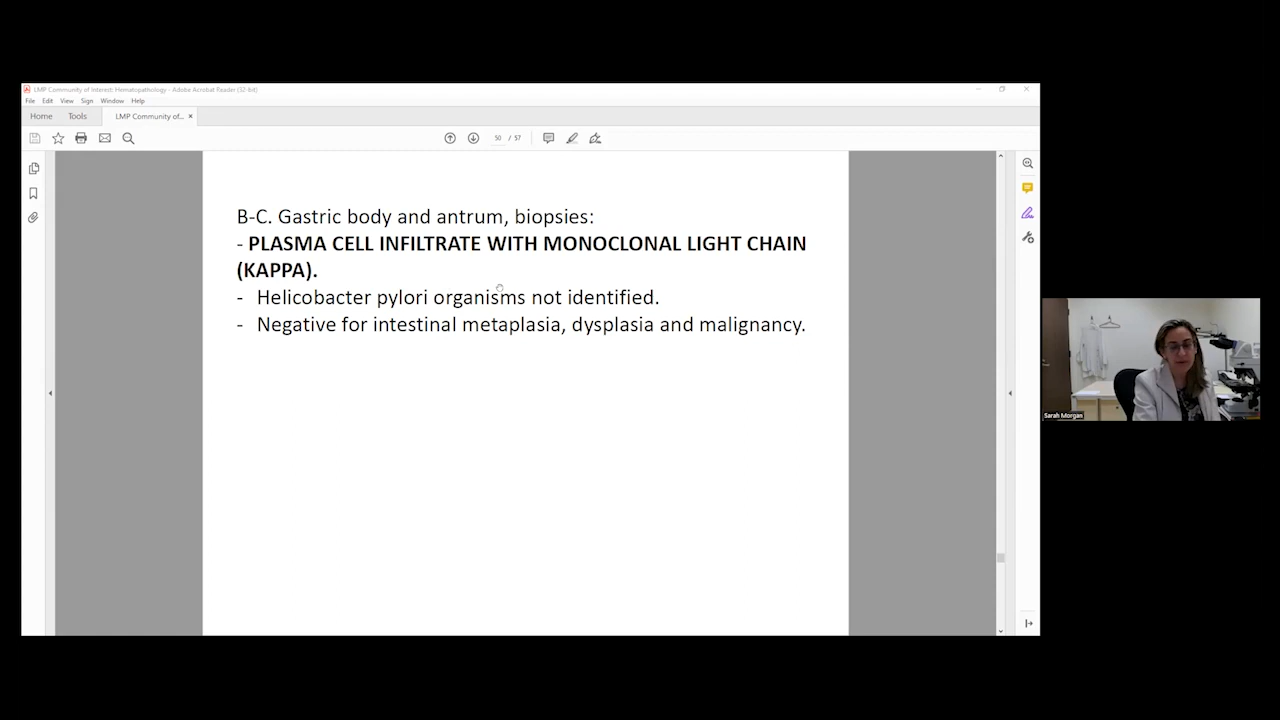 LMP Community of Interest: Hematopathology - Adobe Acrobat Reader (32-bit)
File Edit View Sign Window Help
Home Tools LMP Community of... ×
50 / 57
B-C. Gastric body and antrum, biopsies:
- PLASMA CELL INFILTRATE WITH MONOCLONAL LIGHT CHAIN
(KAPPA).
- Helicobacter pylori organisms not identified.
- Negative for intestinal metaplasia, dysplasia and malignancy.
Sarah Morgan